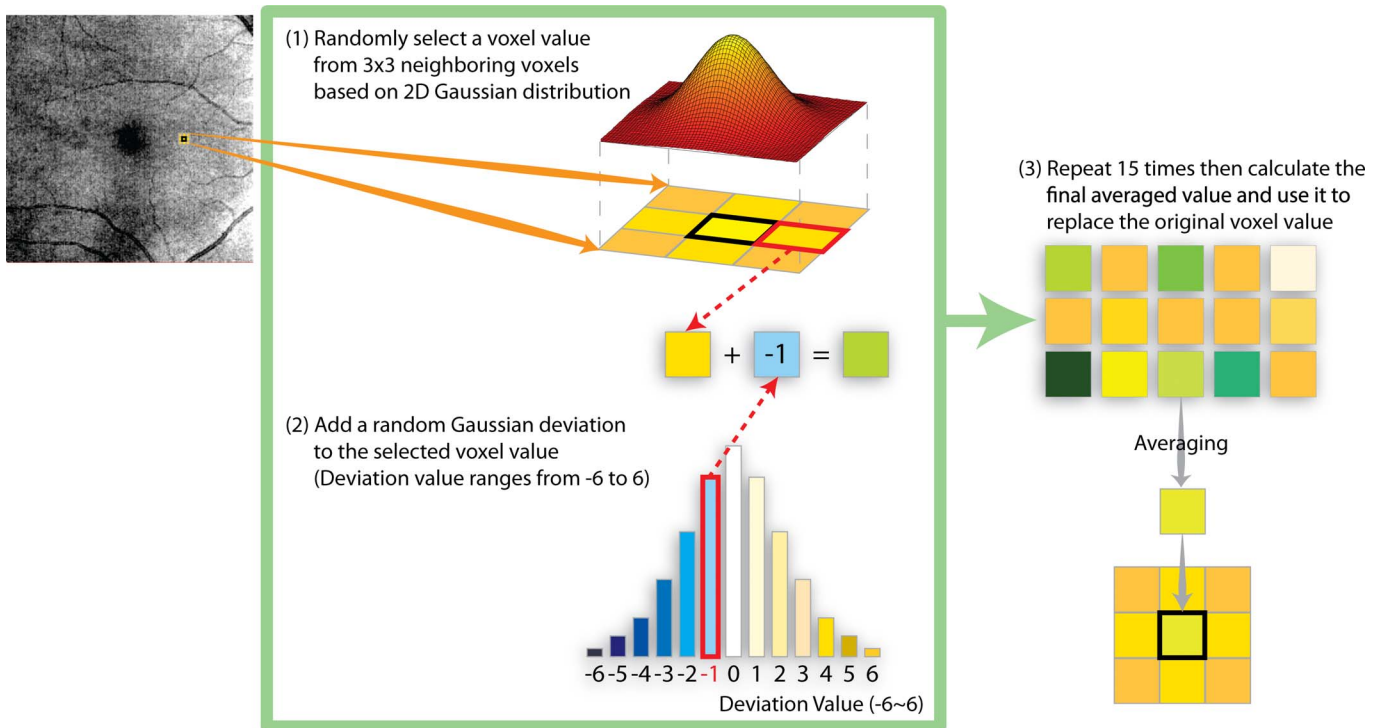 (1) Randomly select a voxel value
from 3x3 neighboring voxels
based on 2D Gaussian distribution
+ -1 =
(2) Add a random Gaussian deviation
to the selected voxel value
(Deviation value ranges from -6 to 6)
-6 -5 -4 -3 -2 -1 0 1 2 3 4 5 6
Deviation Value (-6~6)
(3) Repeat 15 times then calculate the
final averaged value and use it to
replace the original voxel value
Averaging